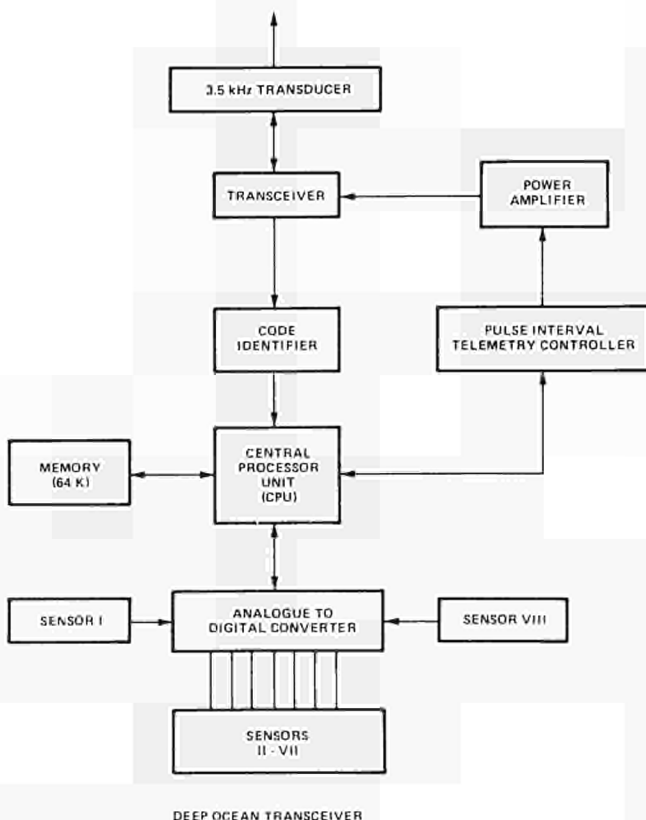 3.5 kHz TRANSDUCER
TRANSCEIVER
POWER
AMPLIFIER
CODE
IDENTIFIER
PULSE INTERVAL
TELEMETRY CONTROLLER
MEMORY
(64 K)
CENTRAL
PROCESSOR
UNIT
(CPU)
SENSOR I
ANALOGUE TO
DIGITAL CONVERTER
SENSOR VIII
SENSORS
II - VII
DEEP OCEAN TRANSCEIVER